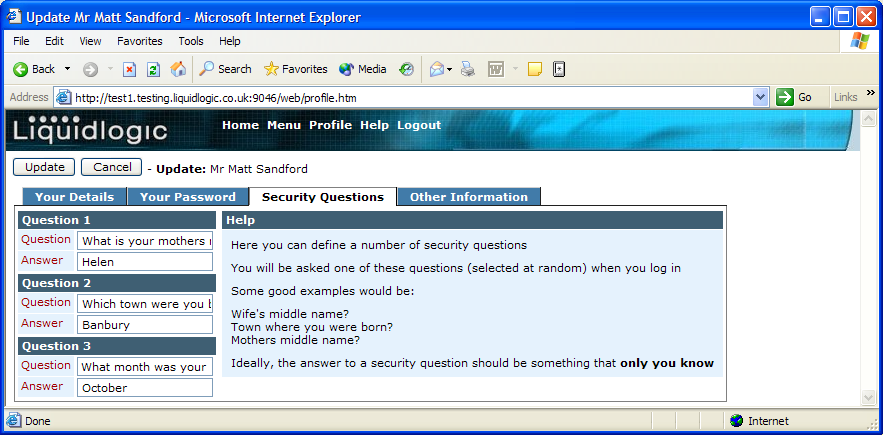 Update Mr Matt Sandford - Microsoft Internet Explorer
File Edit View Favorites Tools Help
Back Search Favorites Media
Address http://test1.testing.liquidlogic.co.uk:9046/web/profile.htm Go Links »
Liquidlogic Home Menu Profile Help Logout
Update Cancel - Update: Mr Matt Sandford
Your Details Your Password Security Questions Other Information
Question 1
Question What is your mothers
Answer Helen
Question 2
Question Which town were you
Answer Banbury
Question 3
Question What month was your
Answer October
Help
Here you can define a number of security questions
You will be asked one of these questions (selected at random) when you log in
Some good examples would be:
Wife's middle name?
Town where you were born?
Mothers middle name?
Ideally, the answer to a security question should be something that only you know
Done Internet